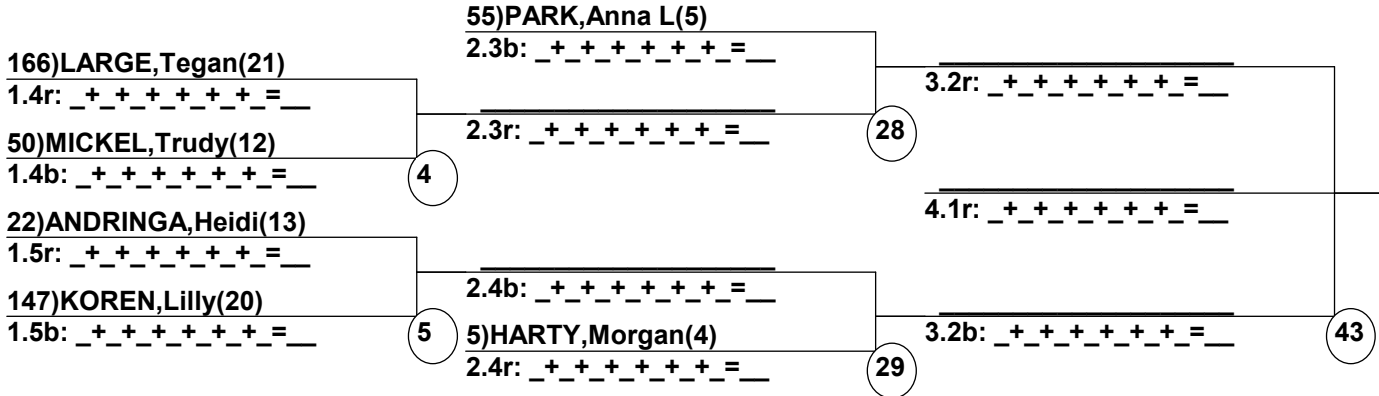 55)PARK,Anna L(5)
2.3b: _+_+_+_+_+_=__
166)LARGE,Tegan(21)
1.4r: _+_+_+_+_+_=__
50)MICKEL,Trudy(12)
1.4b: _+_+_+_+_+_=__
4
2.3r: _+_+_+_+_+_=__
28
3.2r: _+_+_+_+_+_=__
22)ANDRINGA,Heidi(13)
1.5r: _+_+_+_+_+_=__
147)KOREN,Lilly(20)
1.5b: _+_+_+_+_+_=__
5
2.4b: _+_+_+_+_+_=__
5)HARTY,Morgan(4)
2.4r: _+_+_+_+_+_=__
29
4.1r: _+_+_+_+_+_=__
3.2b: _+_+_+_+_+_=__
43